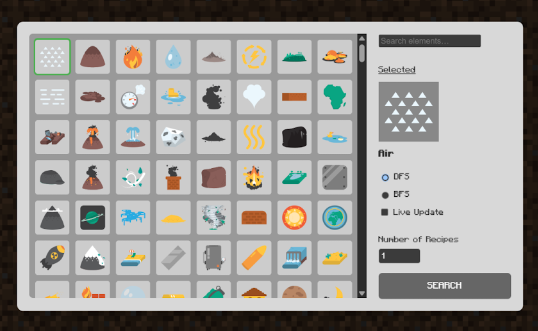 Search elements...
Selected
Air
DFS
BFS
Live Update
Number of Recipes
1
SEARCH